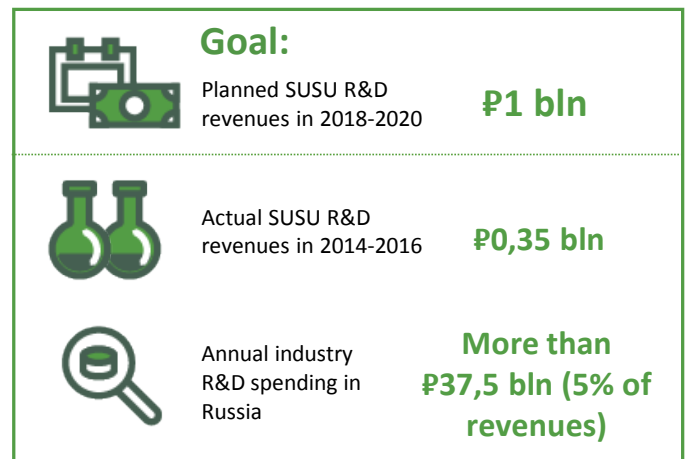 Goal:
Planned SUSU R&D
revenues in 2018-2020
₽1 bln
Actual SUSU R&D
revenues in 2014-2016
₽0,35 bln
Annual industry
R&D spending in
Russia
More than
₽37,5 bln (5% of
revenues)